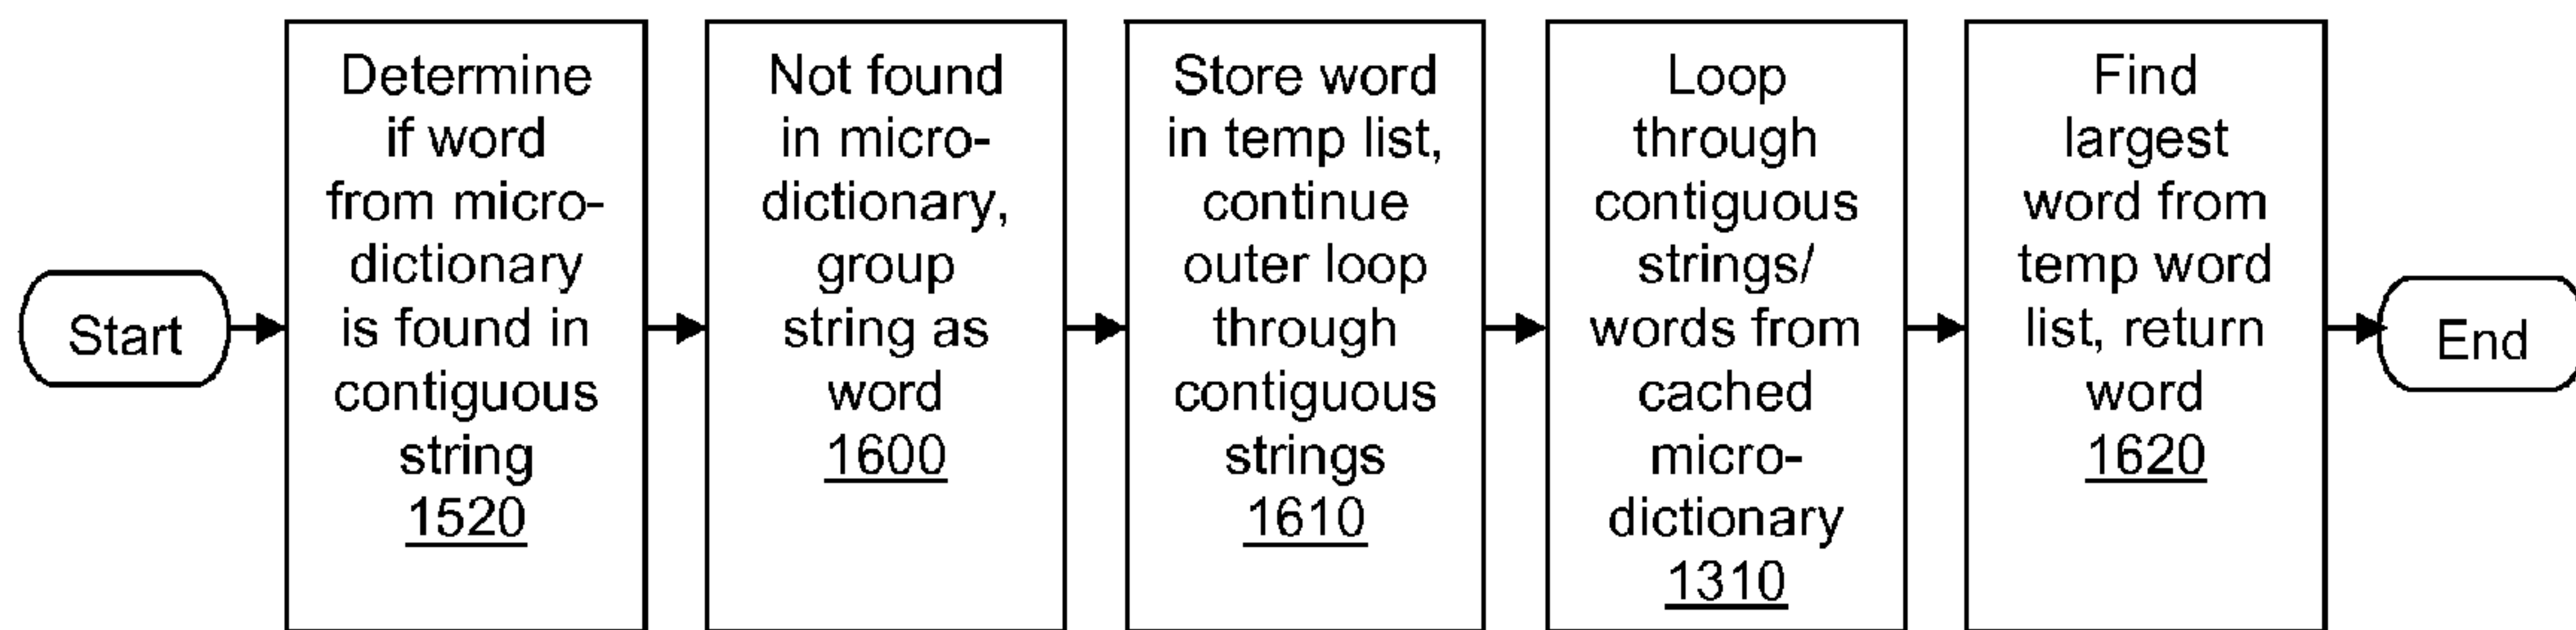 Start
Determine
if word
from micro-
dictionary
is found in
contiguous
string
1520
Not found
in micro-
dictionary,
group
string as
word
1600
Store word
in temp list,
continue
outer loop
through
contiguous
strings
1610
Loop
through
contiguous
strings/
words from
cached
micro-
dictionary
1310
Find
largest
word from
temp word
list, return
word
1620
End